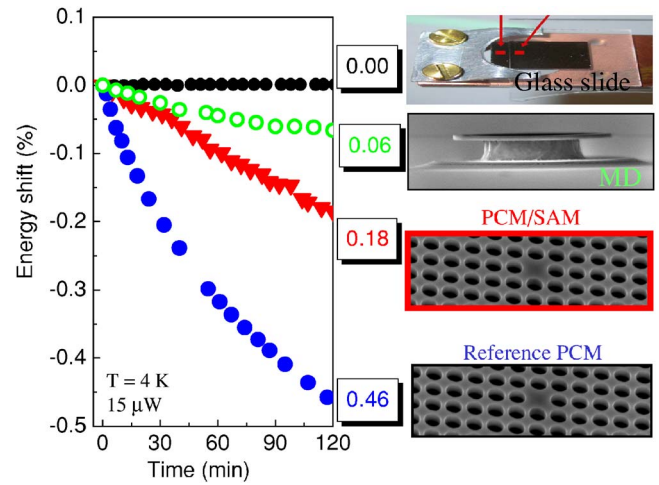 0.1
0.0
-0.1
-0.2
-0.3
-0.4
-0.5
Energy shift (%)
0 30 60 90 120
Time (min)
T = 4 K
15 μW
0.00
0.06
0.18
0.46
Glass slide
MD
PCM/SAM
Reference PCM